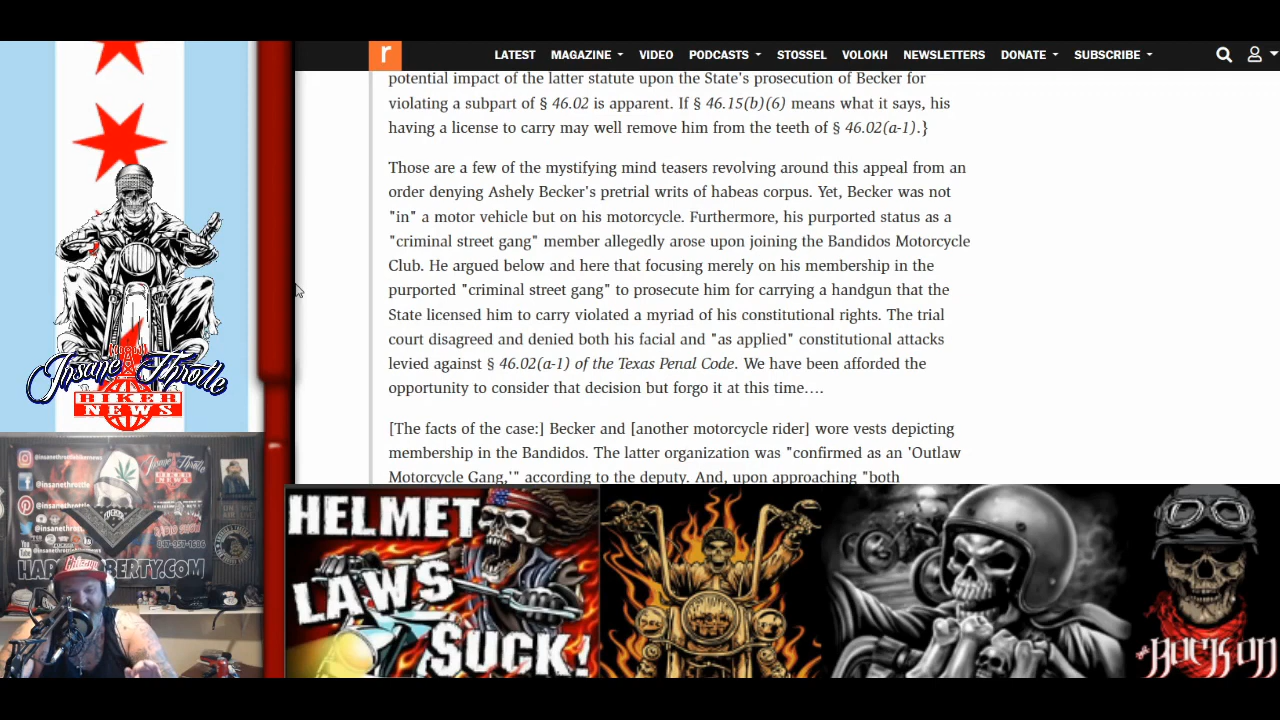 r
LATEST MAGAZINE VIDEO PODCASTS STOSSEL VOLOKH NEWSLETTERS DONATE SUBSCRIBE
potential impact of the latter statute upon the State's prosecution of Becker for
violating a subpart of § 46.02 is apparent. If § 46.15(b)(6) means what it says, his
having a license to carry may well remove him from the teeth of § 46.02(a-1).}
Those are a few of the mystifying mind teasers revolving around this appeal from an
order denying Ashely Becker's pretrial writs of habeas corpus. Yet, Becker was not
"in" a motor vehicle but on his motorcycle. Furthermore, his purported status as a
"criminal street gang" member allegedly arose upon joining the Bandidos Motorcycle
Club. He argued below and here that focusing merely on his membership in the
purported "criminal street gang" to prosecute him for carrying a handgun that the
State licensed him to carry violated a myriad of his constitutional rights. The trial
court disagreed and denied both his facial and "as applied" constitutional attacks
levied against § 46.02(a-1) of the Texas Penal Code. We have been afforded the
opportunity to consider that decision but forgo it at this time….
[The facts of the case:] Becker and [another motorcycle rider] wore vests depicting
membership in the Bandidos. The latter organization was "confirmed as an 'Outlaw
Motorcycle Gang,'" according to the deputy. And, upon approaching "both
Insane Throttle
BIKER
NEWS
@insanethrottlebikernews
@insanethrottle
HELMET
LAWS
SUCK!
ROCK ON